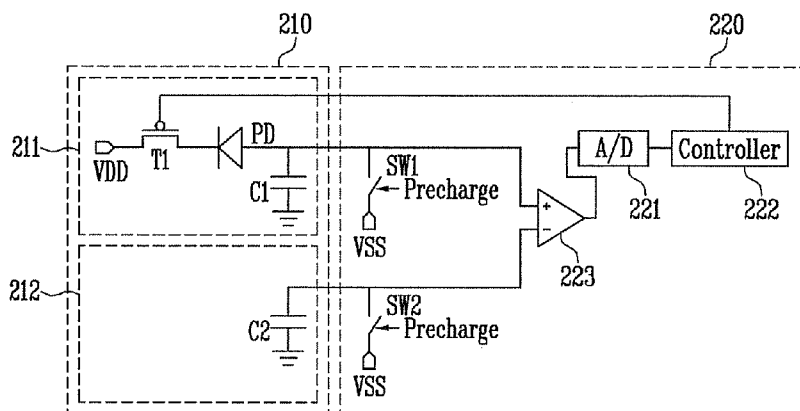 210
220
211
VDD
T1
PD
C1
SW1
Precharge
VSS
+
−
A/D
221
Controller
222
223
212
C2
SW2
Precharge
VSS